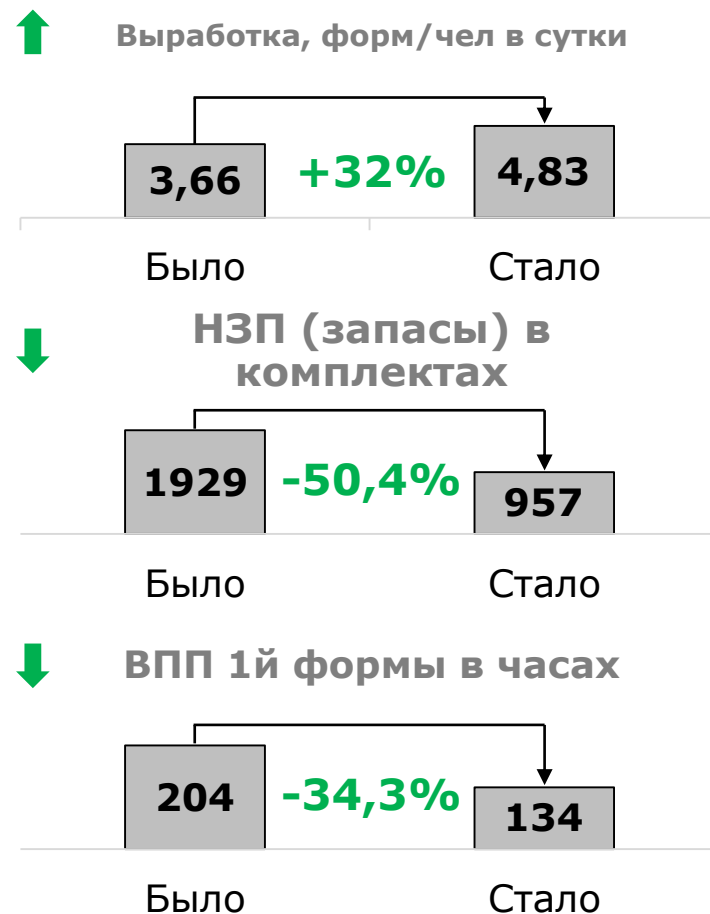 Выработка, форм/чел в сутки
3,66 +32% 4,83
Было Стало
НЗП (запасы) в
комплектах
1929 -50,4% 957
Было Стало
ВПП 1й формы в часах
204 -34,3% 134
Было Стало